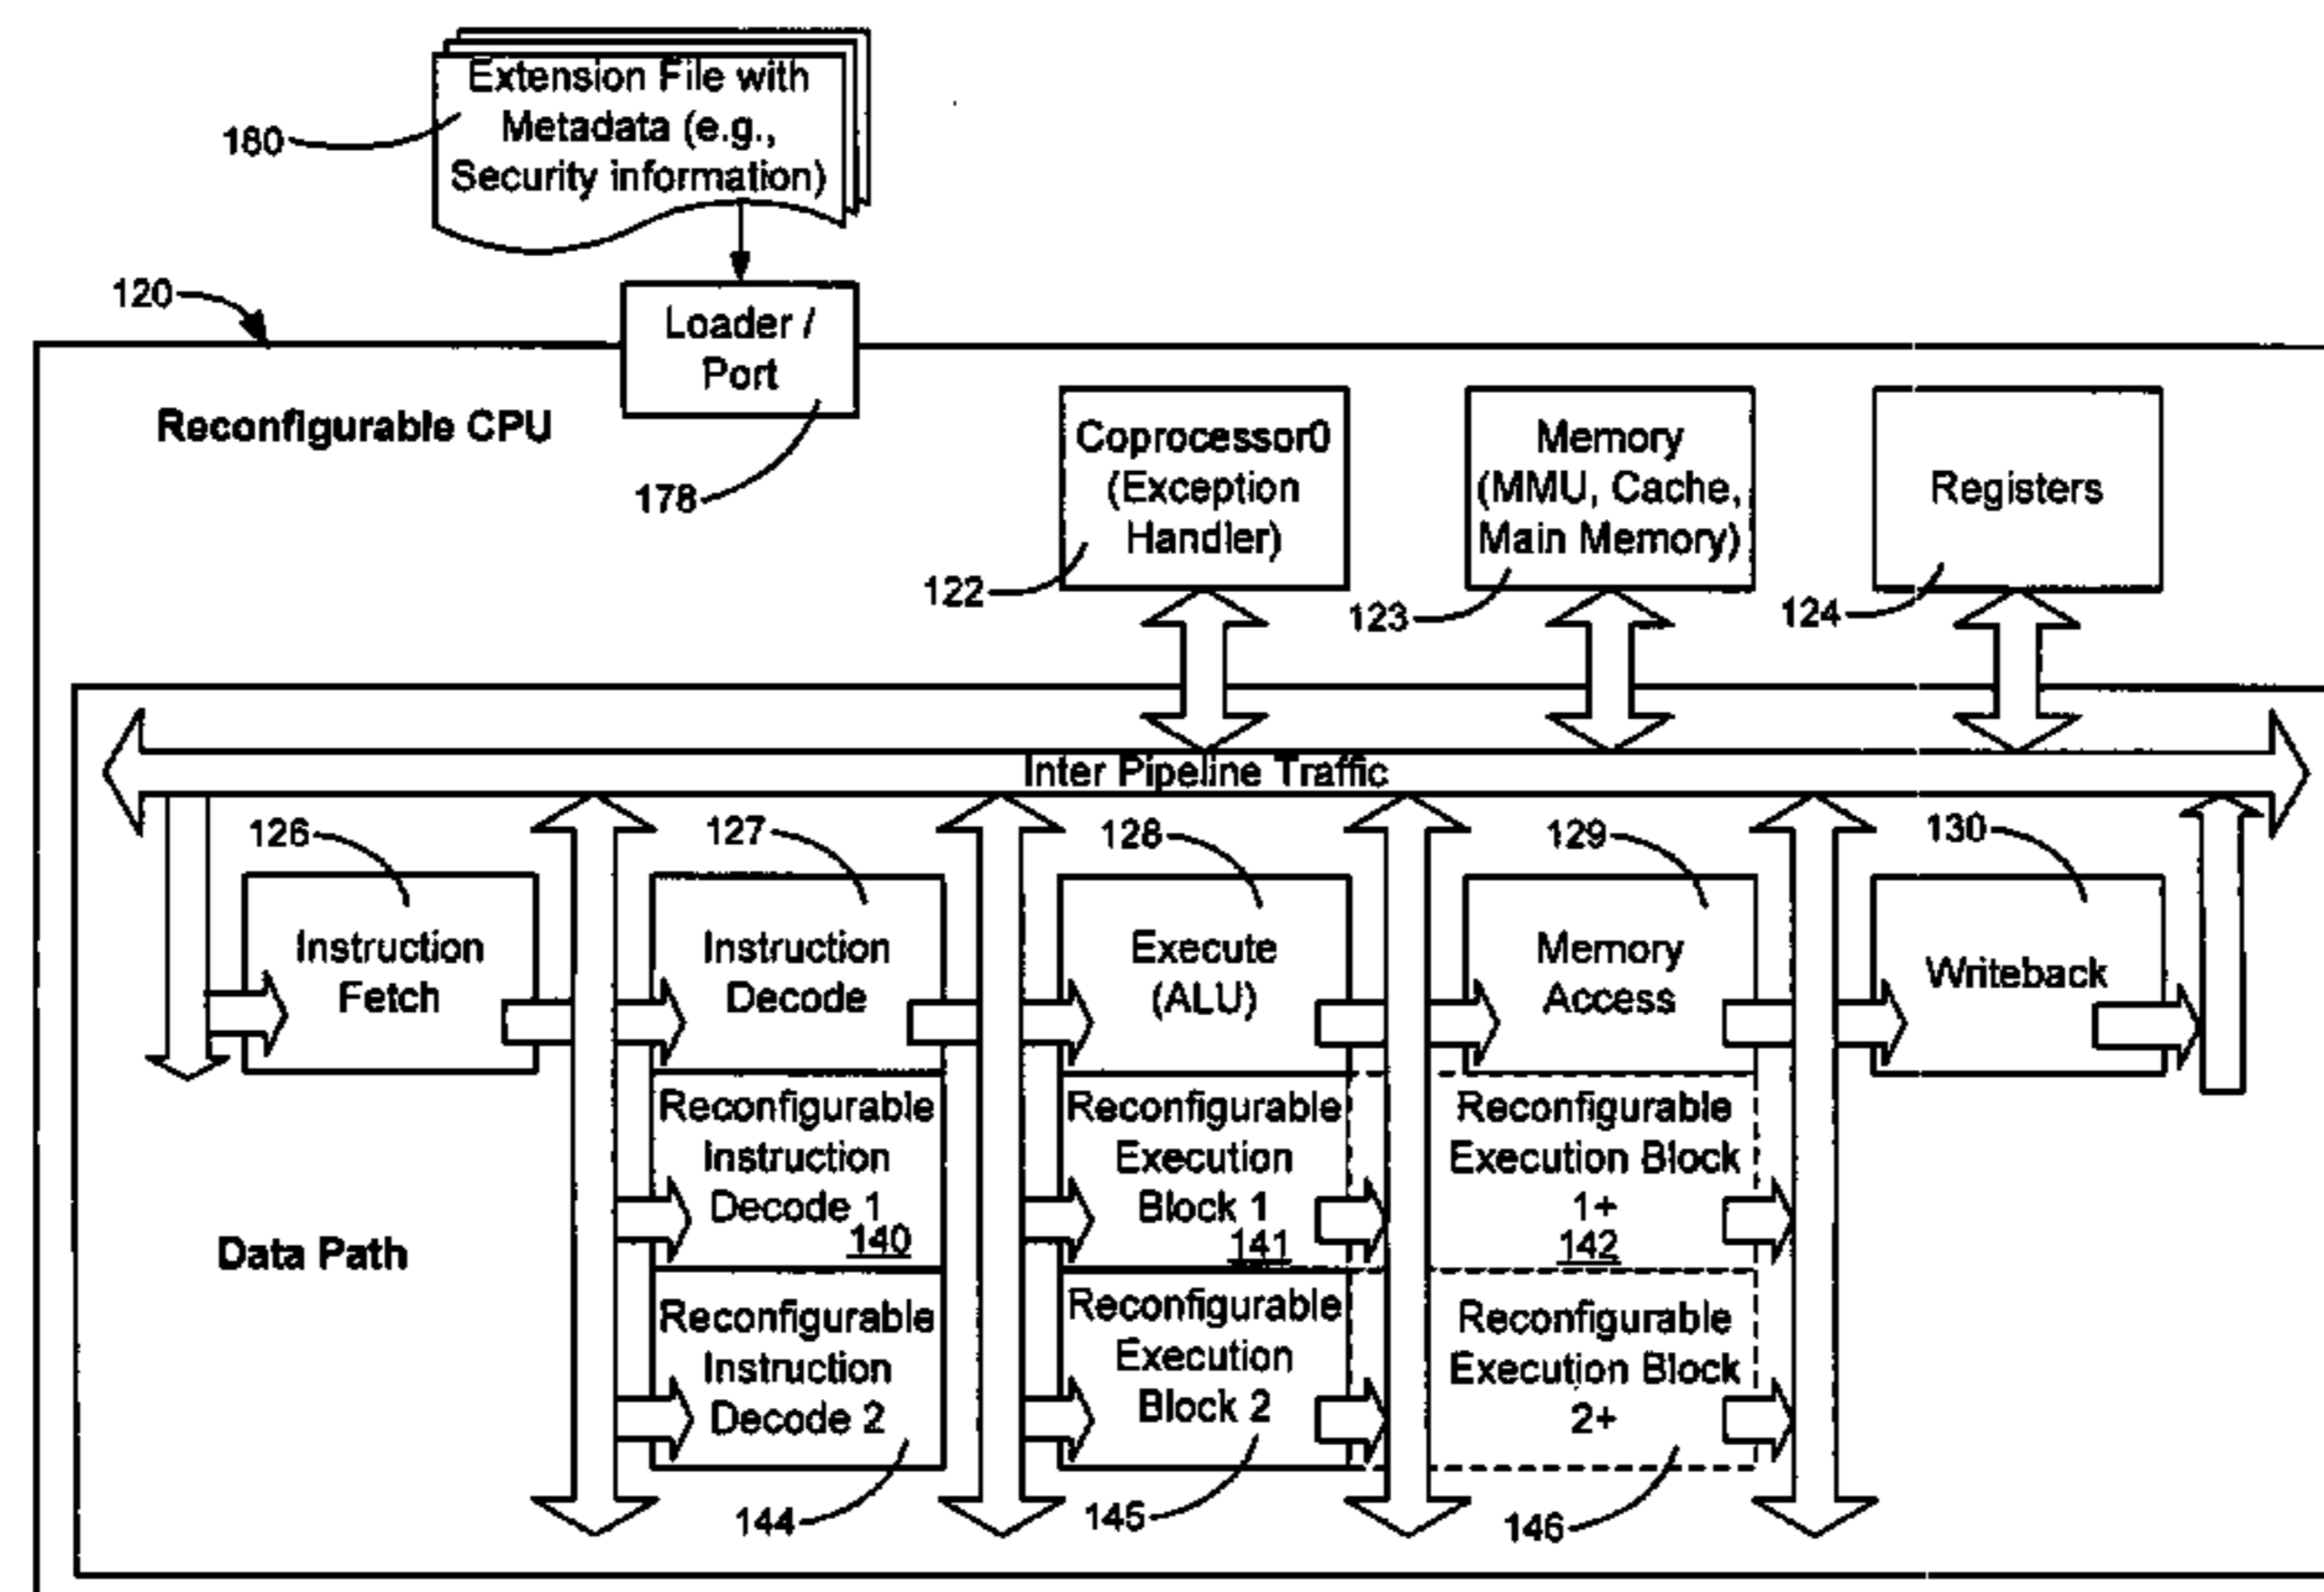 Extension File with
Metadata (e.g.,
Security information)
180
120
Loader /
Port
Reconfigurable CPU
178
Coprocessor0
(Exception
Handler)
122
Memory
(MMU, Cache,
Main Memory)
123
Registers
124
Inter Pipeline Traffic
126
127
128
129
130
Instruction
Fetch
Instruction
Decode
Execute
(ALU)
Memory
Access
Writeback
Reconfigurable
Instruction
Decode 1
140
Reconfigurable
Execution
Block 1
141
Reconfigurable
Execution Block
1+
142
Data Path
Reconfigurable
Instruction
Decode 2
144
Reconfigurable
Execution
Block 2
145
Reconfigurable
Execution Block
2+
146